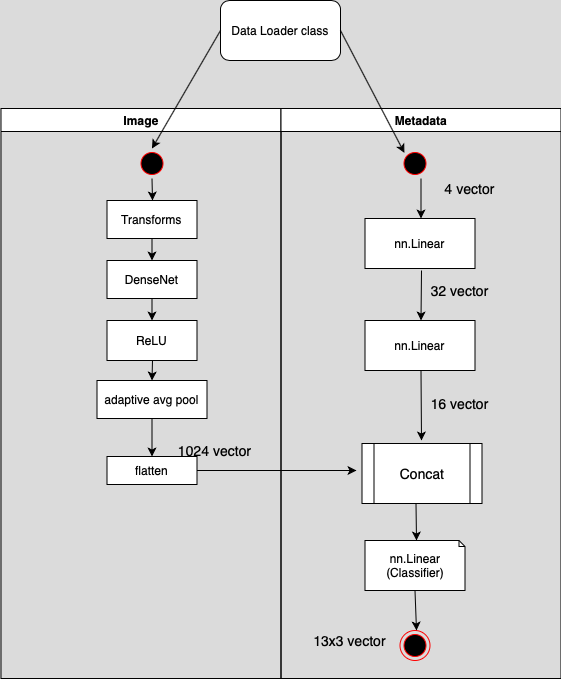 Data Loader class
Image
Metadata
4 vector
Transforms
nn.Linear
DenseNet
32 vector
ReLU
nn.Linear
adaptive avg pool
16 vector
1024 vector
flatten
Concat
nn.Linear
(Classifier)
13x3 vector